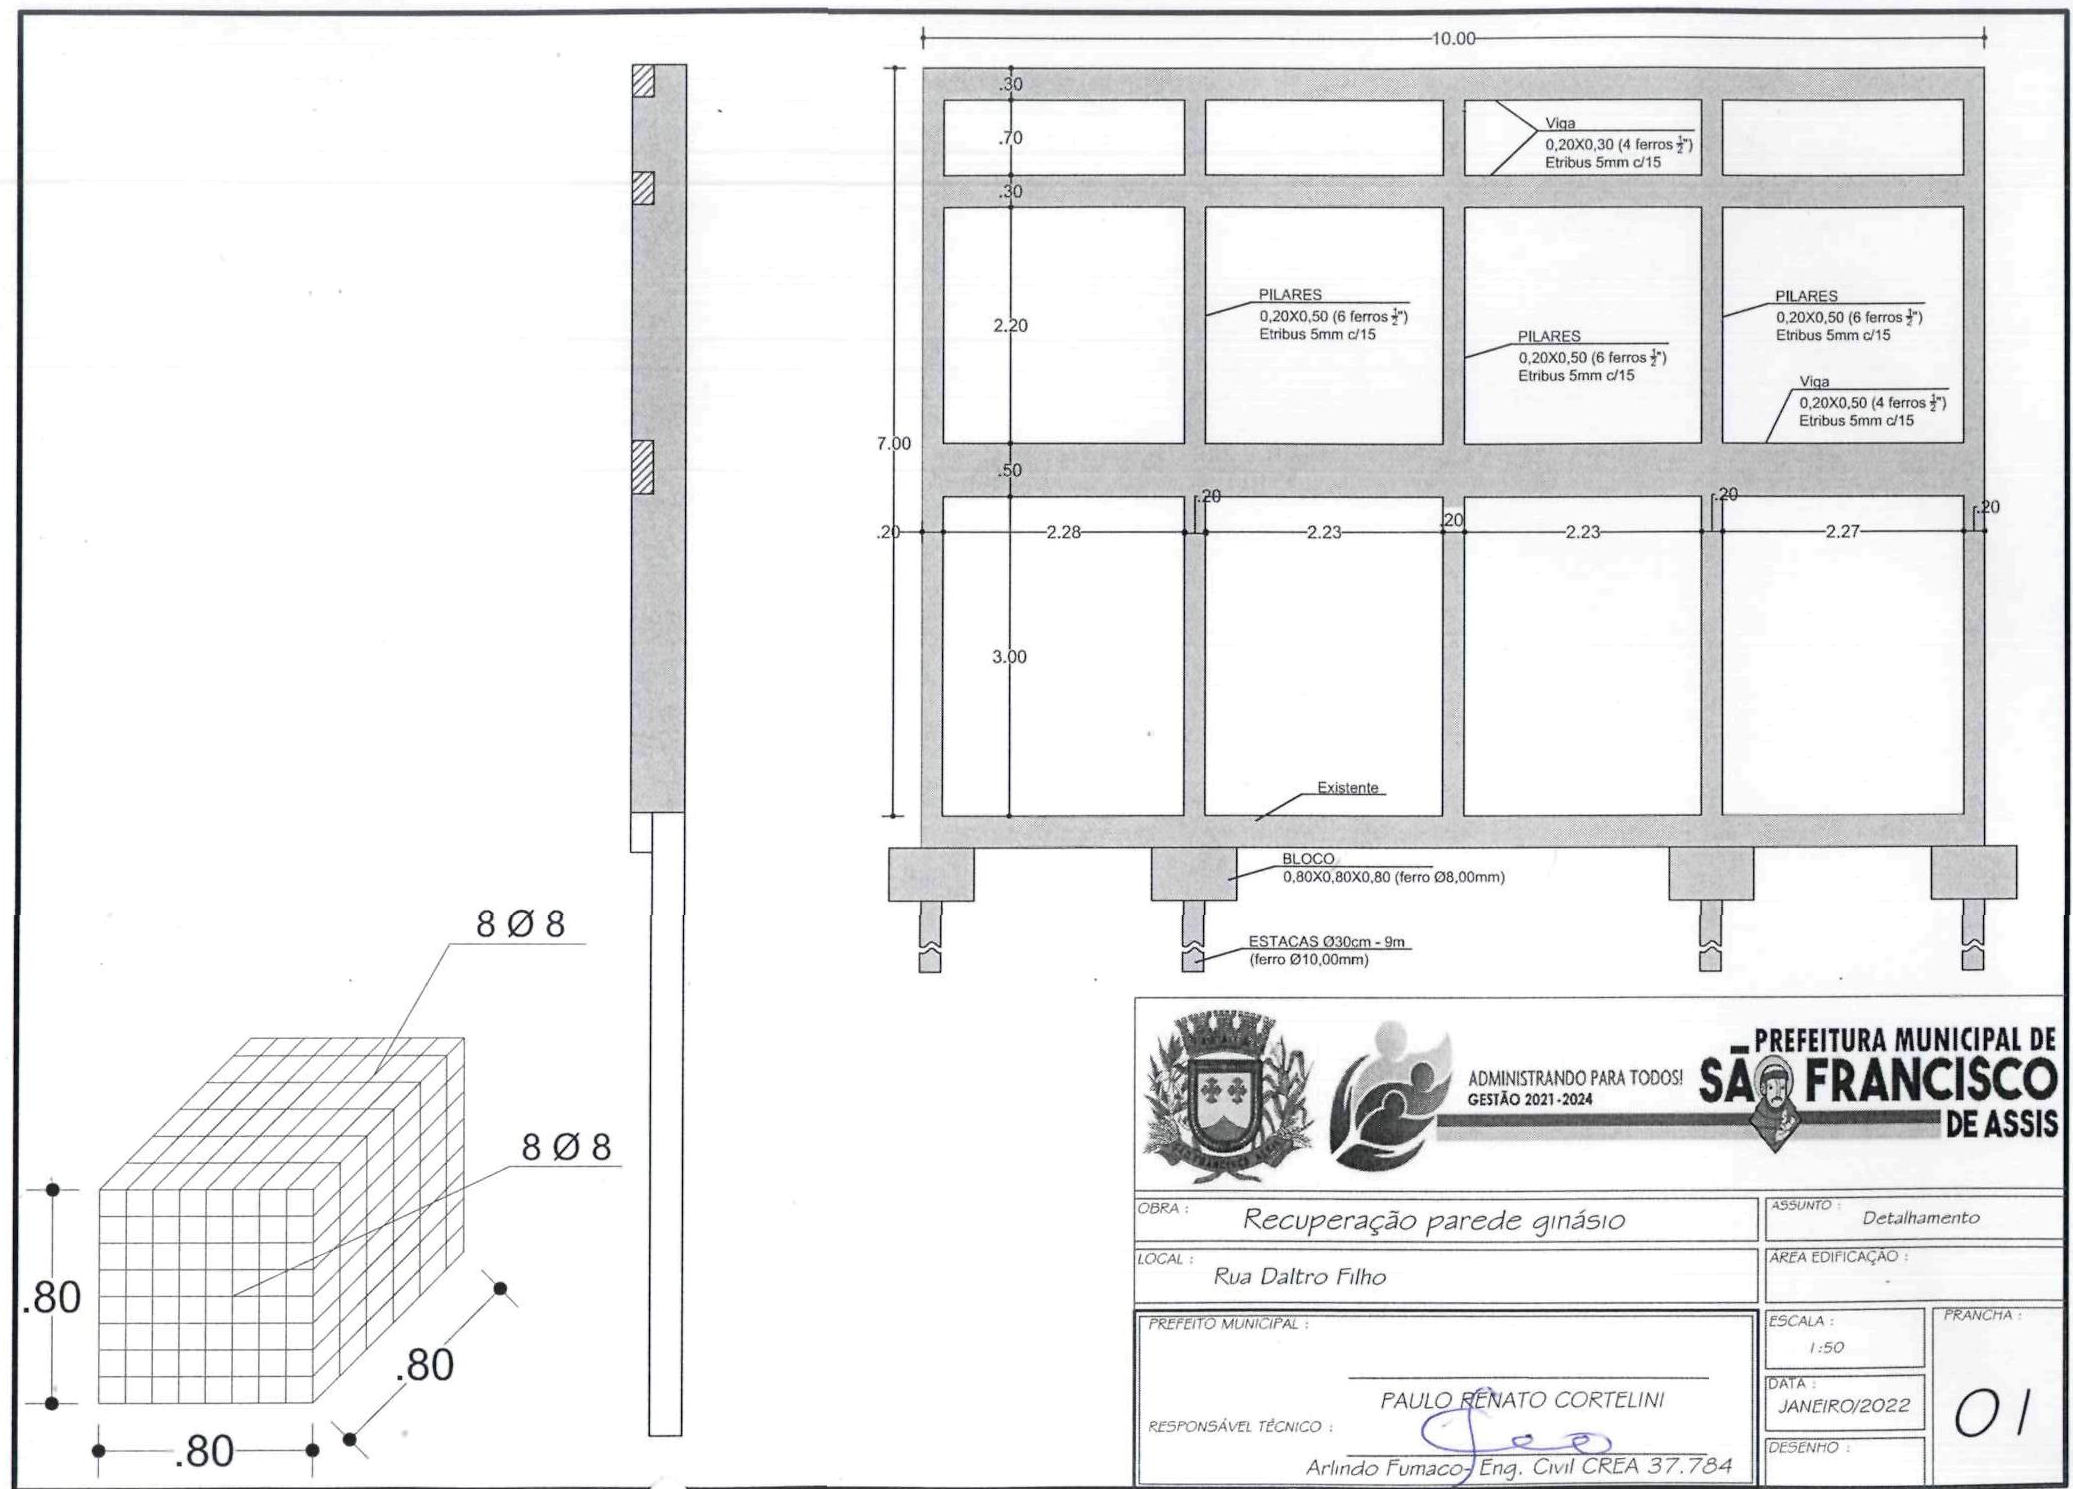 10.00
.30
.70
.30
2.20
7.00
.50
3.00
Viga
0,20X0,30 (4 ferros ½")
Etribus 5mm c/15
PILARES
0,20X0,50 (6 ferros ½")
Etribus 5mm c/15
PILARES
0,20X0,50 (6 ferros ½")
Etribus 5mm c/15
PILARES
0,20X0,50 (6 ferros ½")
Etribus 5mm c/15
Viga
0,20X0,50 (4 ferros ½")
Etribus 5mm c/15
.20
2.28
.20
2.23
.20
2.23
.20
2.27
.20
Existente
BLOCO
0,80X0,80X0,80 (ferro Ø8,00mm)
ESTACAS Ø30cm - 9m
(ferro Ø10,00mm)
8 Ø 8
8 Ø 8
.80
.80
.80
ADMINISTRANDO PARA TODOS!
GESTÃO 2021-2024
PREFEITURA MUNICIPAL DE
SÃO FRANCISCO
DE ASSIS
OBRA :
Recuperação parede ginásio
ASSUNTO :
Detalhamento
LOCAL :
Rua Daltro Filho
ÁREA EDIFICAÇÃO :
PREFEITO MUNICIPAL :
PAULO RENATO CORTELINI
RESPONSÁVEL TÉCNICO :
Arlindo Fumaco- Eng. Civil CREA 37.784
ESCALA :
1:50
DATA :
JANEIRO/2022
DESENHO :
PRANCHA :
01